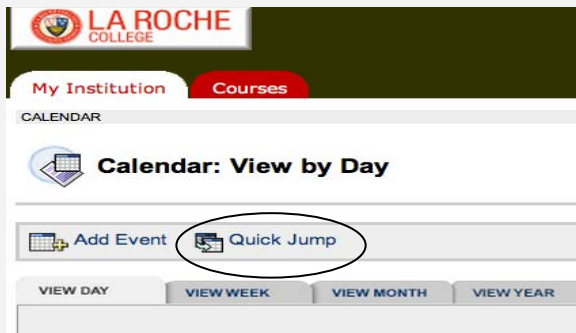 LA ROCHE
COLLEGE
My Institution Courses
CALENDAR
Calendar: View by Day
Add Event Quick Jump
VIEW DAY VIEW WEEK VIEW MONTH VIEW YEAR